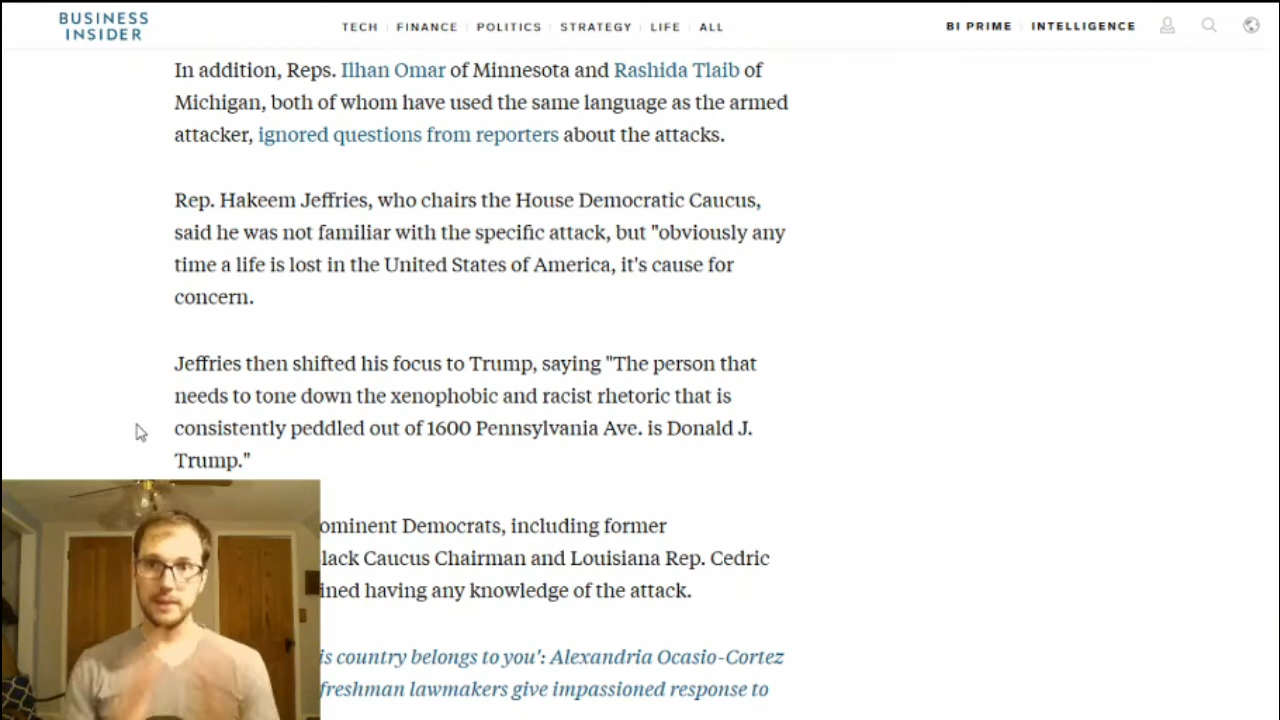 BUSINESS
INSIDER
TECH FINANCE POLITICS STRATEGY LIFE ALL
BI PRIME INTELLIGENCE
In addition, Reps. Ilhan Omar of Minnesota and Rashida Tlaib of
Michigan, both of whom have used the same language as the armed
attacker, ignored questions from reporters about the attacks.
Rep. Hakeem Jeffries, who chairs the House Democratic Caucus,
said he was not familiar with the specific attack, but "obviously any
time a life is lost in the United States of America, it's cause for
concern.
Jeffries then shifted his focus to Trump, saying "The person that
needs to tone down the xenophobic and racist rhetoric that is
consistently peddled out of 1600 Pennsylvania Ave. is Donald J.
Trump."
ominent Democrats, including former
lack Caucus Chairman and Louisiana Rep. Cedric
ined having any knowledge of the attack.
is country belongs to you': Alexandria Ocasio-Cortez
freshman lawmakers give impassioned response to